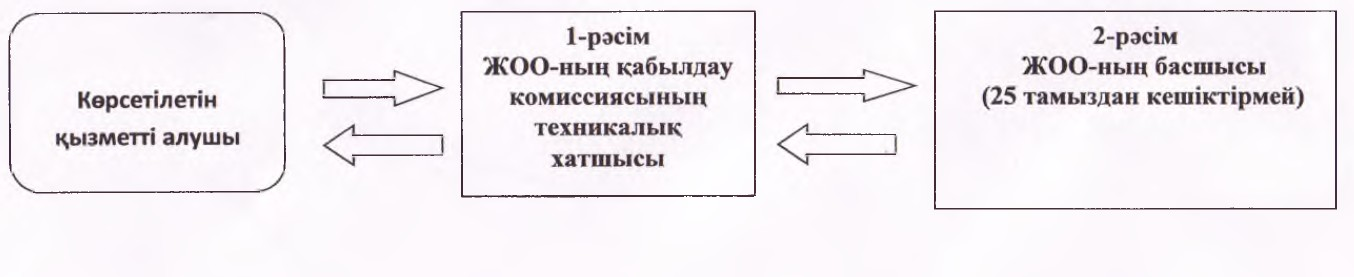 Көрсетілетін
қызметті алушы
1-рәсім
ЖОО-ның қабылдау
комиссиясының
техникалық
хатшысы
2-рәсім
ЖОО-ның басшысы
(25 тамыздан кешіктірмей)